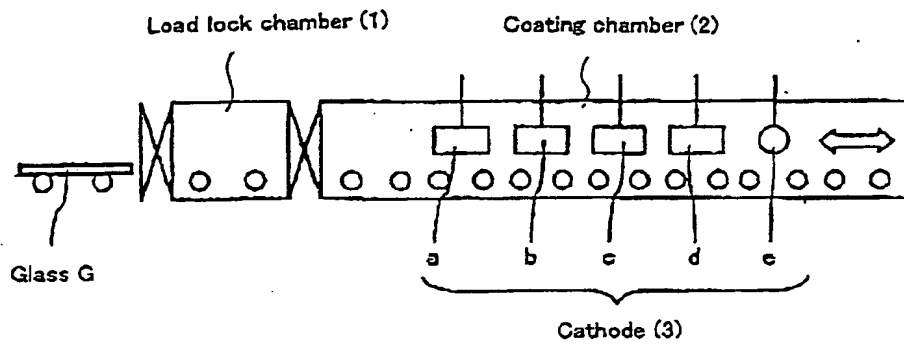 Load lock chamber (1)
Coating chamber (2)
Glass G
a b c d e
Cathode (3)